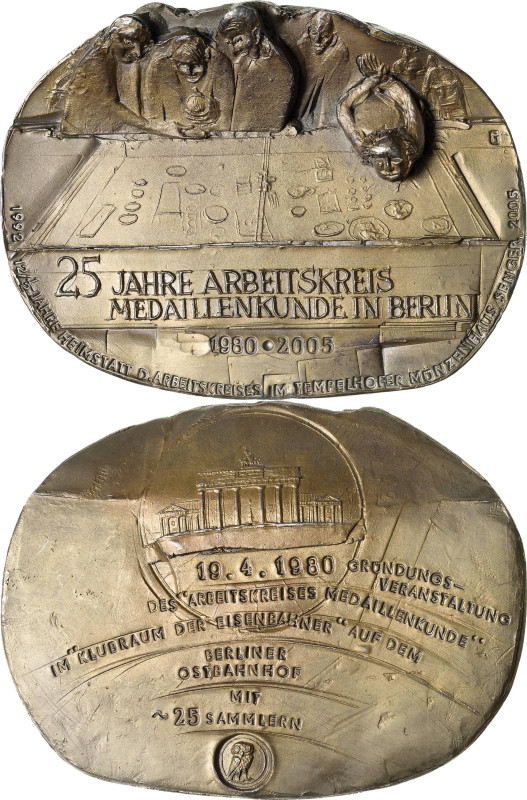 25 JAHRE ARBEITSKREIS
MEDAILLENKUNDE IN BERLIN
1980 • 2005
1992 12½ JAHRE HEIMSTATT D. ARBEITSKREISES IM TEMPELHOFER MÜNZENHAUS SENGER 2005
19.4.1980 GRÜNDUNGS-
VERANSTALTUNG
DES "ARBEITSKREISES MEDAILLENKUNDE"
IM "KLUBRAUM DER EISENBAHNER" AUF DEM
BERLINER
OSTBAHNHOF
MIT
~25 SAMMLERN